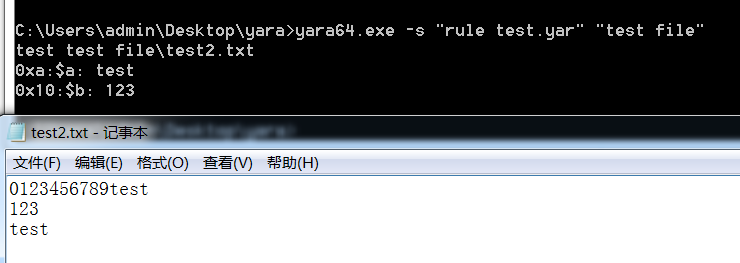 C:\Users\admin\Desktop\yara>yara64.exe -s "rule test.yar" "test file"
test test file\test2.txt
0xa:$a: test
0x10:$b: 123
test2.txt - 记事本
文件(F) 编辑(E) 格式(O) 查看(V) 帮助(H)
0123456789test
123
test